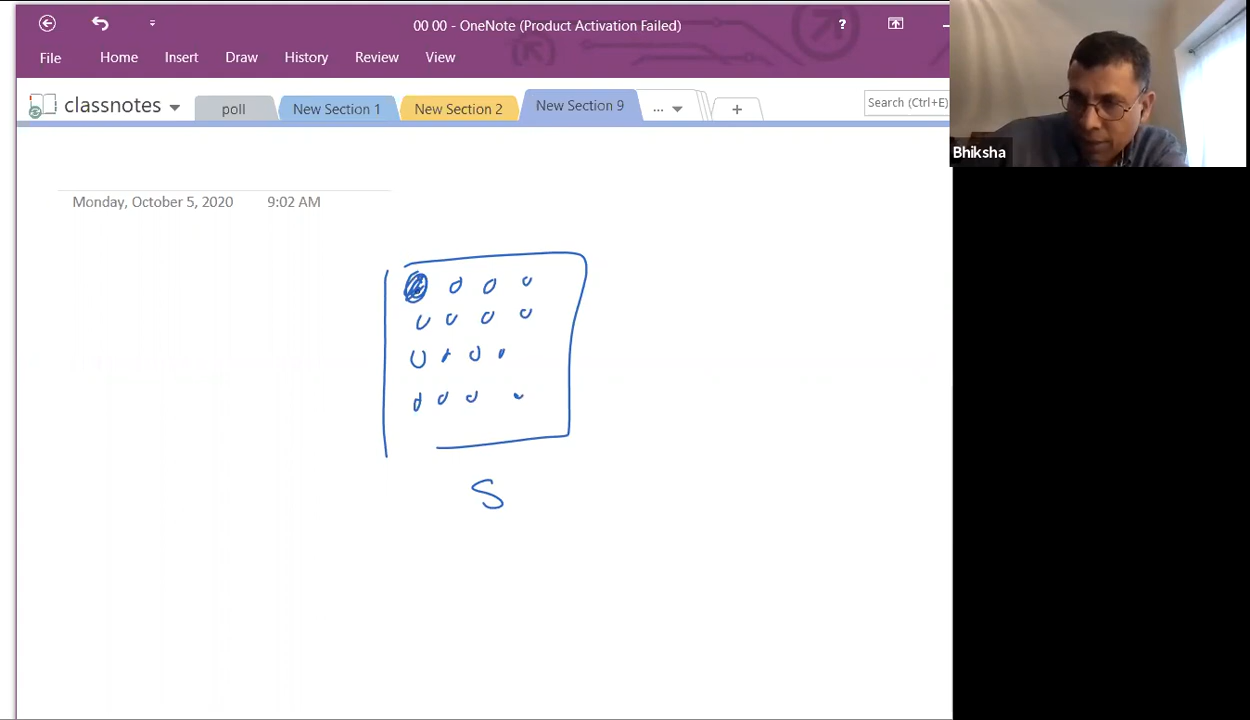 00 00 - OneNote (Product Activation Failed)
?
File Home Insert Draw History Review View
classnotes poll New Section 1 New Section 2 New Section 9 ... + Search (Ctrl+E)
Bhiksha
Monday, October 5, 2020 9:02 AM
S